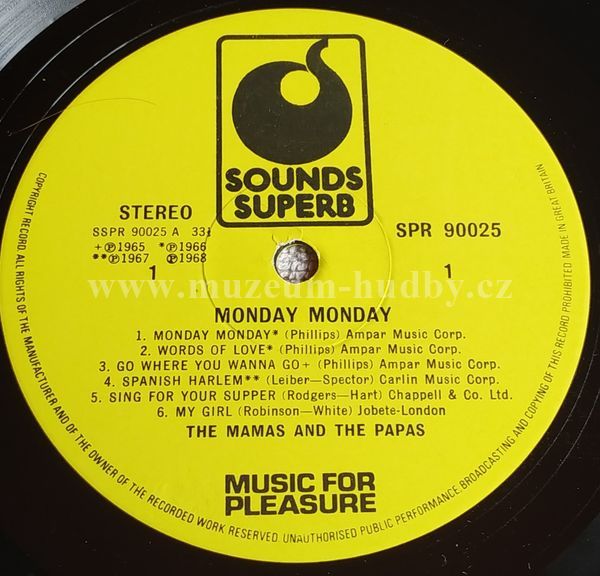 SOUNDS
SUPERB
STEREO
SSPR 90025 A 33⅓
+℗1965 *℗1966
**℗1967 ℗1968
1
SPR 90025
1
www.muzeum-hudby.cz
MONDAY MONDAY
1. MONDAY MONDAY* (Phillips) Ampar Music Corp.
2. WORDS OF LOVE* (Phillips) Ampar Music Corp.
3. GO WHERE YOU WANNA GO+ (Phillips) Ampar Music Corp.
4. SPANISH HARLEM** (Leiber—Spector) Carlin Music Corp.
5. SING FOR YOUR SUPPER (Rodgers—Hart) Chappell & Co. Ltd.
6. MY GIRL (Robinson—White) Jobete-London
THE MAMAS AND THE PAPAS
MUSIC FOR
PLEASURE
COPYRIGHT RECORD. ALL RIGHTS OF THE MANUFACTURER AND OF THE OWNER OF THE RECORDED WORK RESERVED. UNAUTHORISED PUBLIC PERFORMANCE, BROADCASTING AND COPYING OF THIS RECORD PROHIBITED. MADE IN GREAT BRITAIN